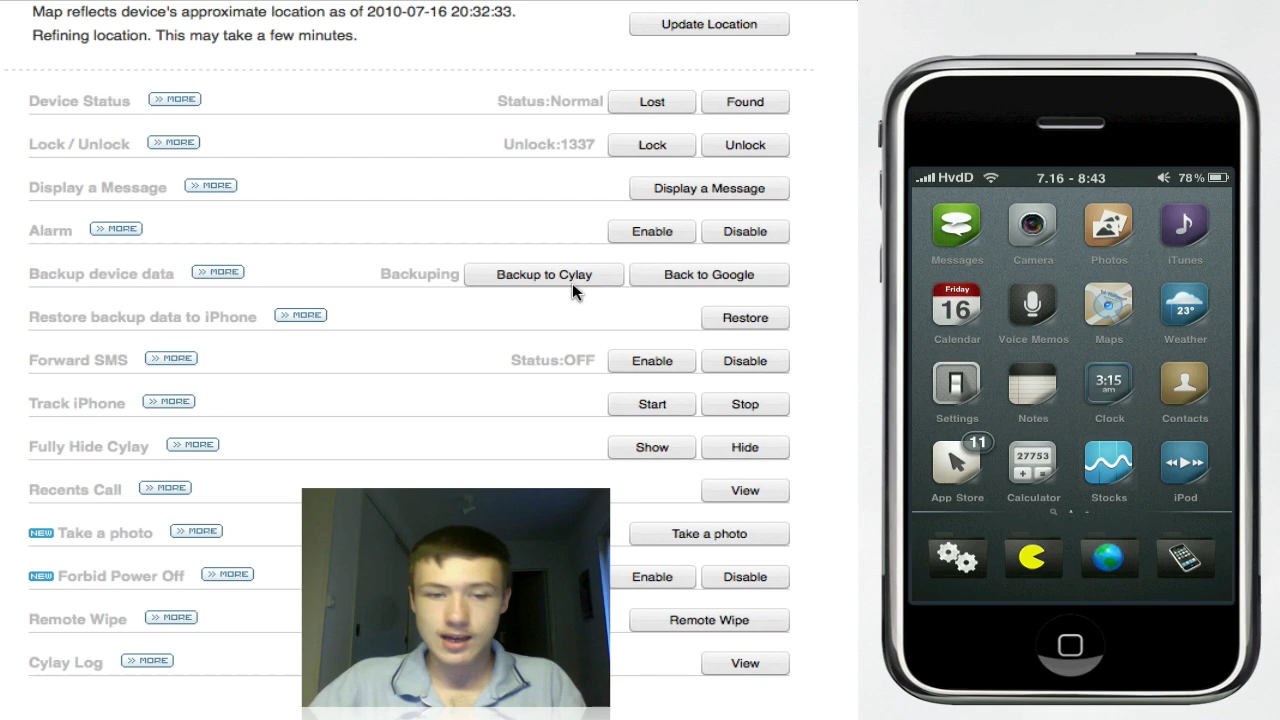 Map reflects device's approximate location as of 2010-07-16 20:32:33.
Update Location
Refining location. This may take a few minutes.
Device Status >> MORE Status:Normal Lost Found
Lock / Unlock >> MORE Unlock:1337 Lock Unlock
Display a Message >> MORE Display a Message
Alarm >> MORE Enable Disable
Backup device data >> MORE Backuping Backup to Cylay Back to Google
Restore backup data to iPhone >> MORE Restore
Forward SMS >> MORE Status:OFF Enable Disable
Track iPhone >> MORE Start Stop
Fully Hide Cylay >> MORE Show Hide
Recents Call >> MORE View
NEW Take a photo >> MORE Take a photo
NEW Forbid Power Off >> MORE Enable Disable
Remote Wipe >> MORE Remote Wipe
Cylay Log >> MORE View
HvdD 7.16 - 8:43 78%
Messages Camera Photos iTunes
Friday
16 23°
Calendar Voice Memos Maps Weather
3:15
am
Settings Notes Clock Contacts
11
27753
App Store Calculator Stocks iPod